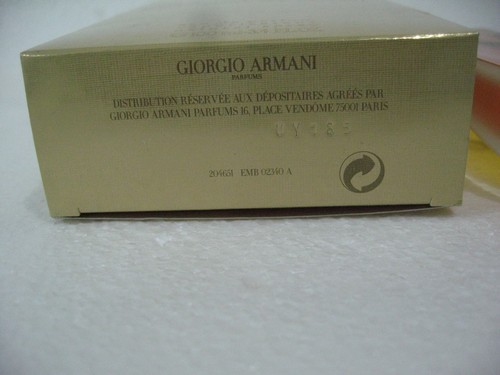 GIORGIO ARMANI
PARFUMS
DISTRIBUTION RÉSERVÉE AUX DÉPOSITAIRES AGRÉÉS PAR
GIORGIO ARMANI PARFUMS 16, PLACE VENDÔME 75001 PARIS
204651 EMB 02340 A